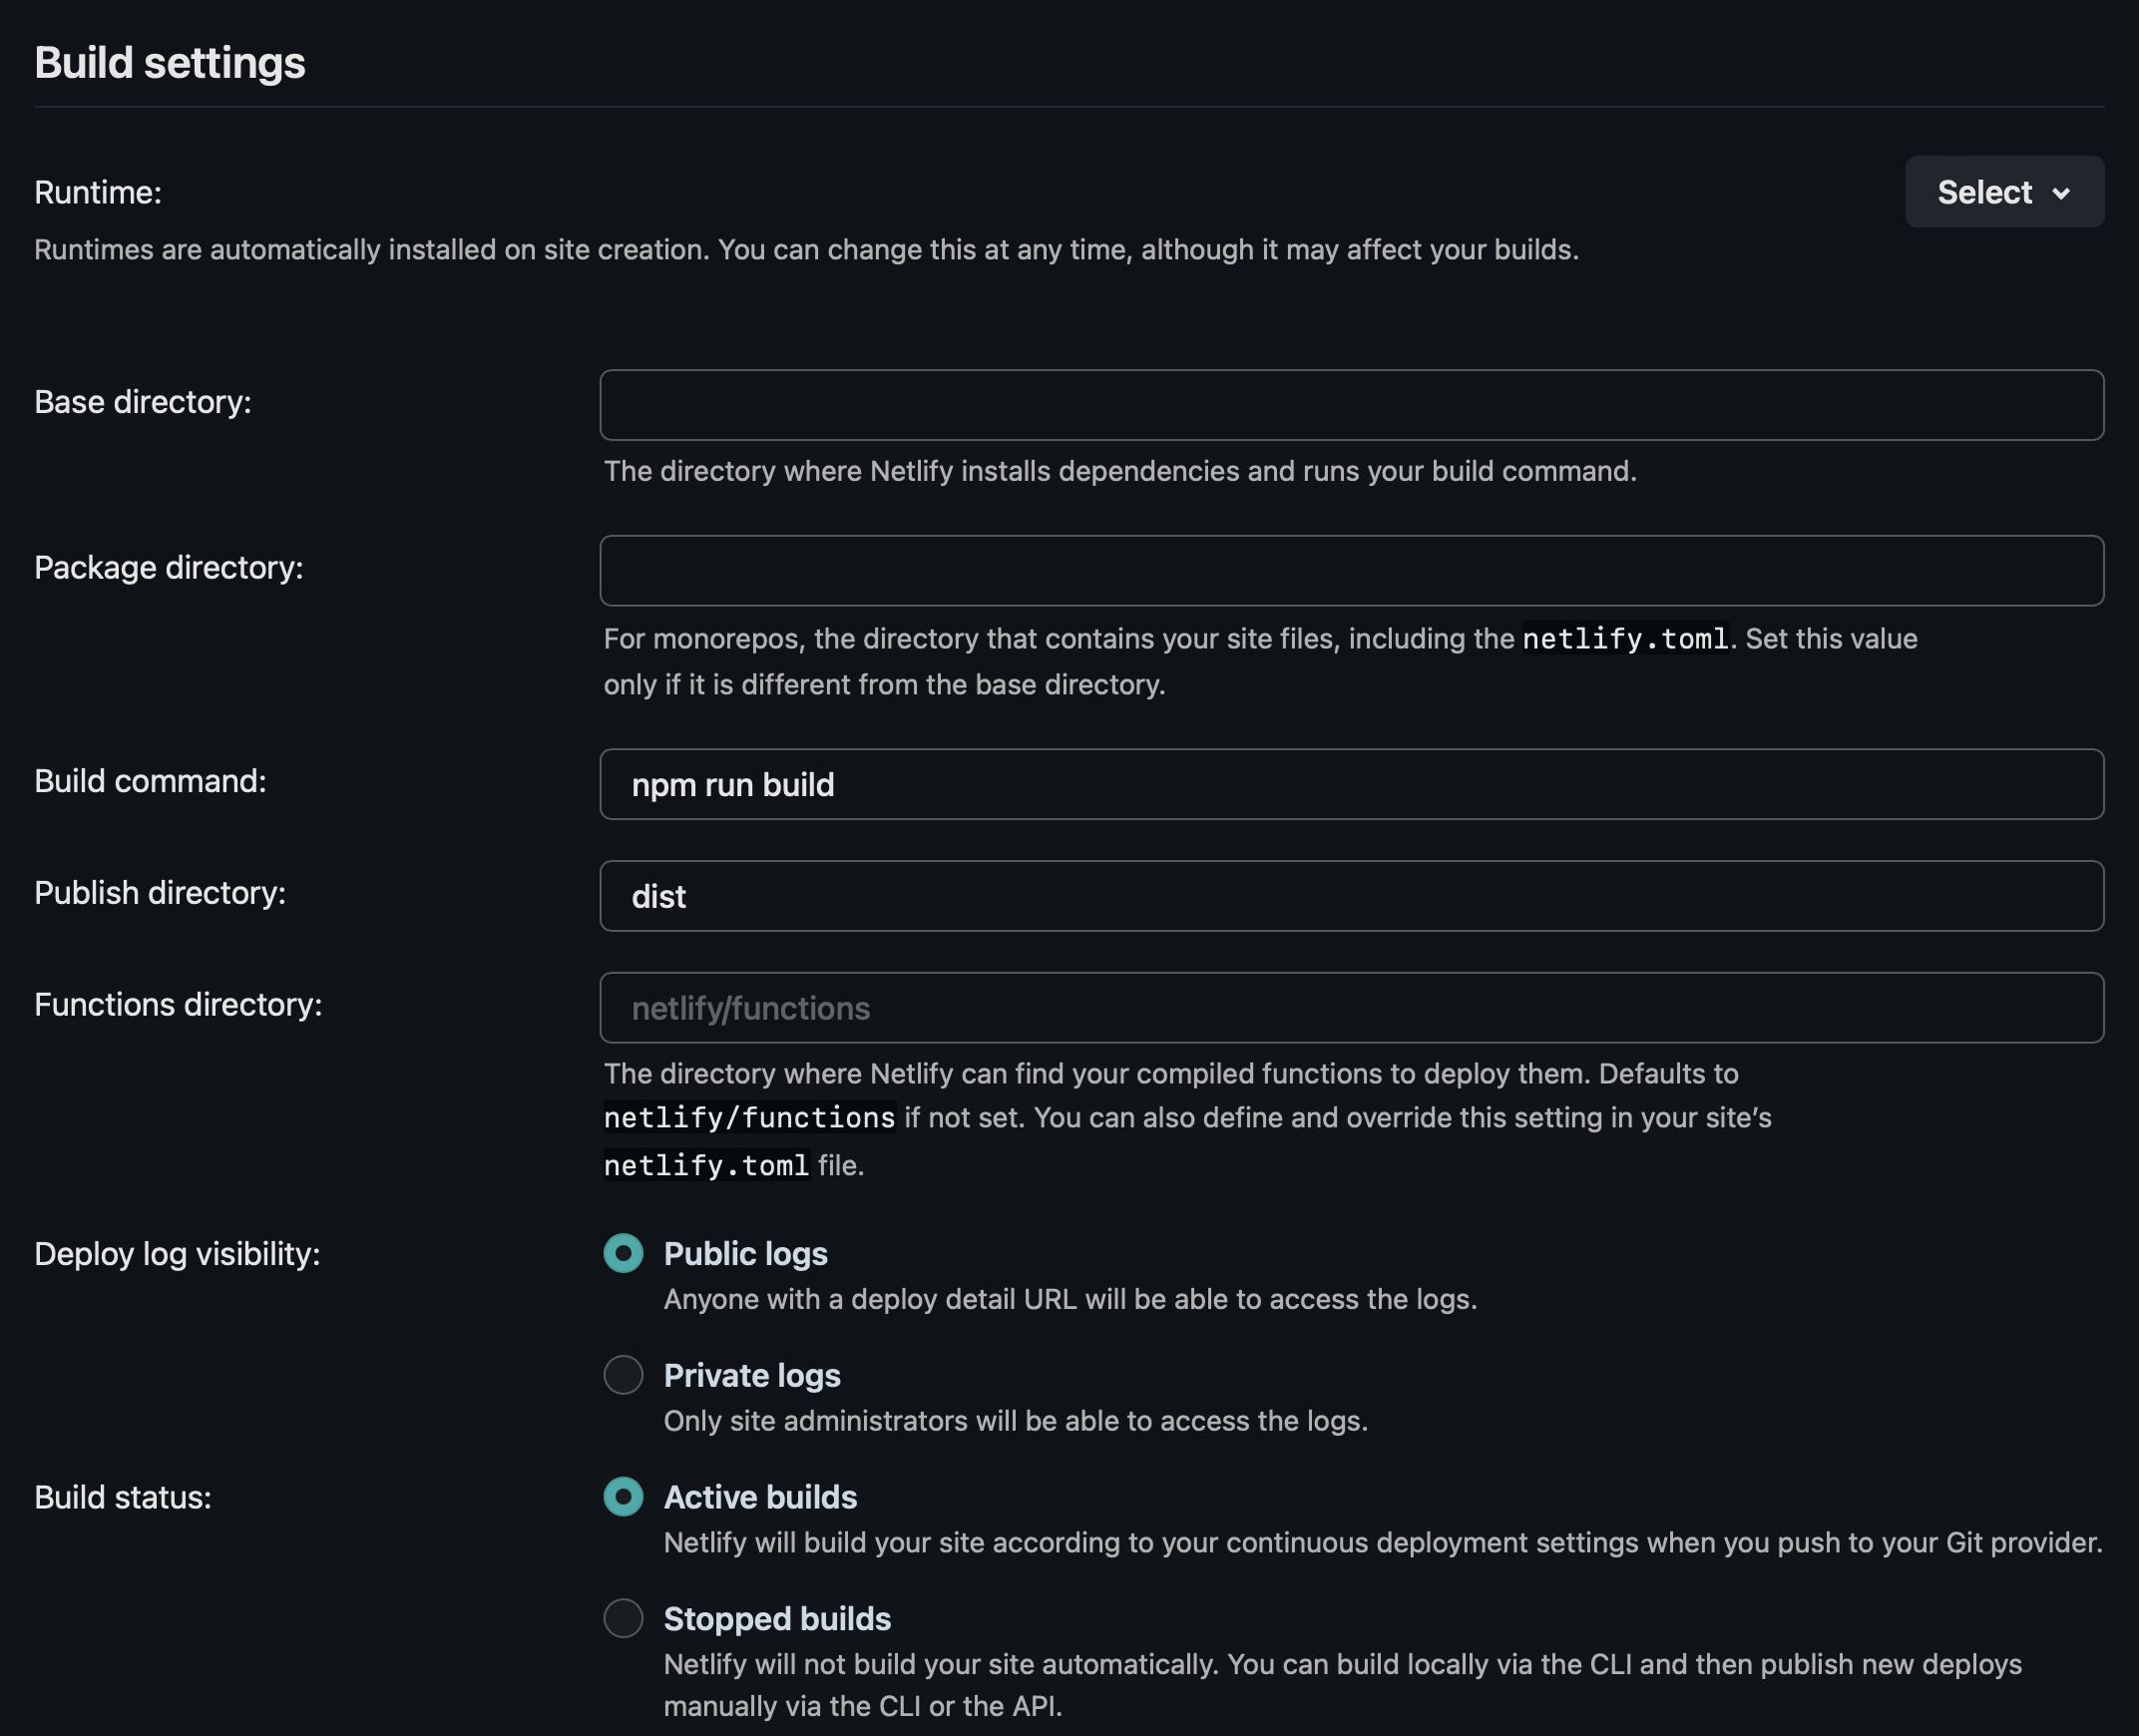 Build settings
Runtime:
Select
Runtimes are automatically installed on site creation. You can change this at any time, although it may affect your builds.
Base directory:
The directory where Netlify installs dependencies and runs your build command.
Package directory:
For monorepos, the directory that contains your site files, including the netlify.toml. Set this value
only if it is different from the base directory.
Build command:
npm run build
Publish directory:
dist
Functions directory:
netlify/functions
The directory where Netlify can find your compiled functions to deploy them. Defaults to
netlify/functions if not set. You can also define and override this setting in your site’s
netlify.toml file.
Deploy log visibility:
Public logs
Anyone with a deploy detail URL will be able to access the logs.
Private logs
Only site administrators will be able to access the logs.
Build status:
Active builds
Netlify will build your site according to your continuous deployment settings when you push to your Git provider.
Stopped builds
Netlify will not build your site automatically. You can build locally via the CLI and then publish new deploys
manually via the CLI or the API.